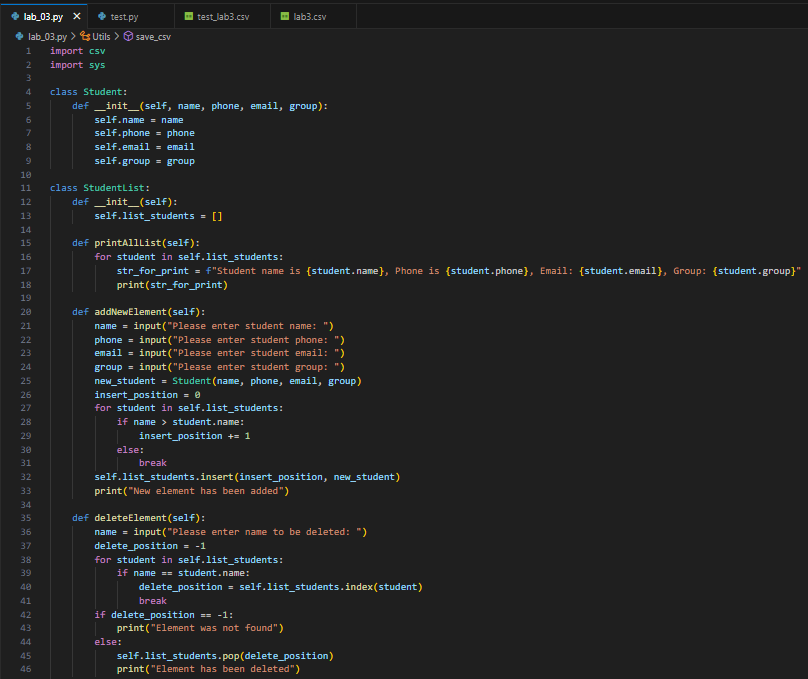 lab_03.py × test.py test_lab3.csv lab3.csv
lab_03.py > Utils > save_csv
1 import csv
2 import sys
3
4 class Student:
5     def __init__(self, name, phone, email, group):
6         self.name = name
7         self.phone = phone
8         self.email = email
9         self.group = group
10
11 class StudentList:
12     def __init__(self):
13         self.list_students = []
14
15     def printAllList(self):
16         for student in self.list_students:
17             str_for_print = f"Student name is {student.name}, Phone is {student.phone}, Email: {student.email}, Group: {student.group}"
18             print(str_for_print)
19
20     def addNewElement(self):
21         name = input("Please enter student name: ")
22         phone = input("Please enter student phone: ")
23         email = input("Please enter student email: ")
24         group = input("Please enter student group: ")
25         new_student = Student(name, phone, email, group)
26         insert_position = 0
27         for student in self.list_students:
28             if name > student.name:
29                 insert_position += 1
30             else:
31                 break
32         self.list_students.insert(insert_position, new_student)
33         print("New element has been added")
34
35     def deleteElement(self):
36         name = input("Please enter name to be deleted: ")
37         delete_position = -1
38         for student in self.list_students:
39             if name == student.name:
40                 delete_position = self.list_students.index(student)
41                 break
42         if delete_position == -1:
43             print("Element was not found")
44         else:
45             self.list_students.pop(delete_position)
46             print("Element has been deleted")